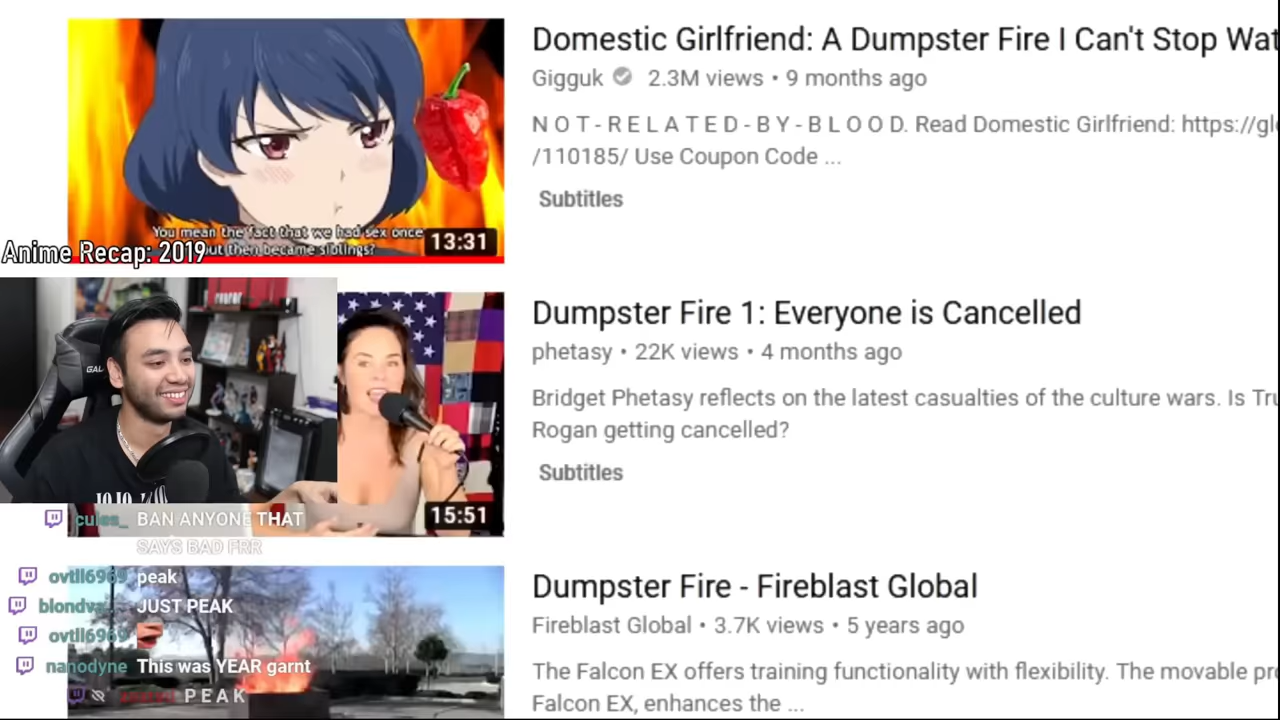 Domestic Girlfriend: A Dumpster Fire I Can't Stop Wat
Gigguk 2.3M views • 9 months ago
N O T - R E L A T E D - B Y - B L O O D. Read Domestic Girlfriend: https://gl
/110185/ Use Coupon Code ...
Subtitles
You mean the fact that we had sex once
but then became siblings?
13:31
Anime Recap: 2019
Dumpster Fire 1: Everyone is Cancelled
phetasy • 22K views • 4 months ago
Bridget Phetasy reflects on the latest casualties of the culture wars. Is Tru
Rogan getting cancelled?
Subtitles
15:51
BAN ANYONE THAT
SAYS BAD FRR
ovtli6969 peak
JUST PEAK
ovtli6969
nanodyne This was YEAR garnt
P E A K
Dumpster Fire - Fireblast Global
Fireblast Global • 3.7K views • 5 years ago
The Falcon EX offers training functionality with flexibility. The movable pr
Falcon EX, enhances the ...